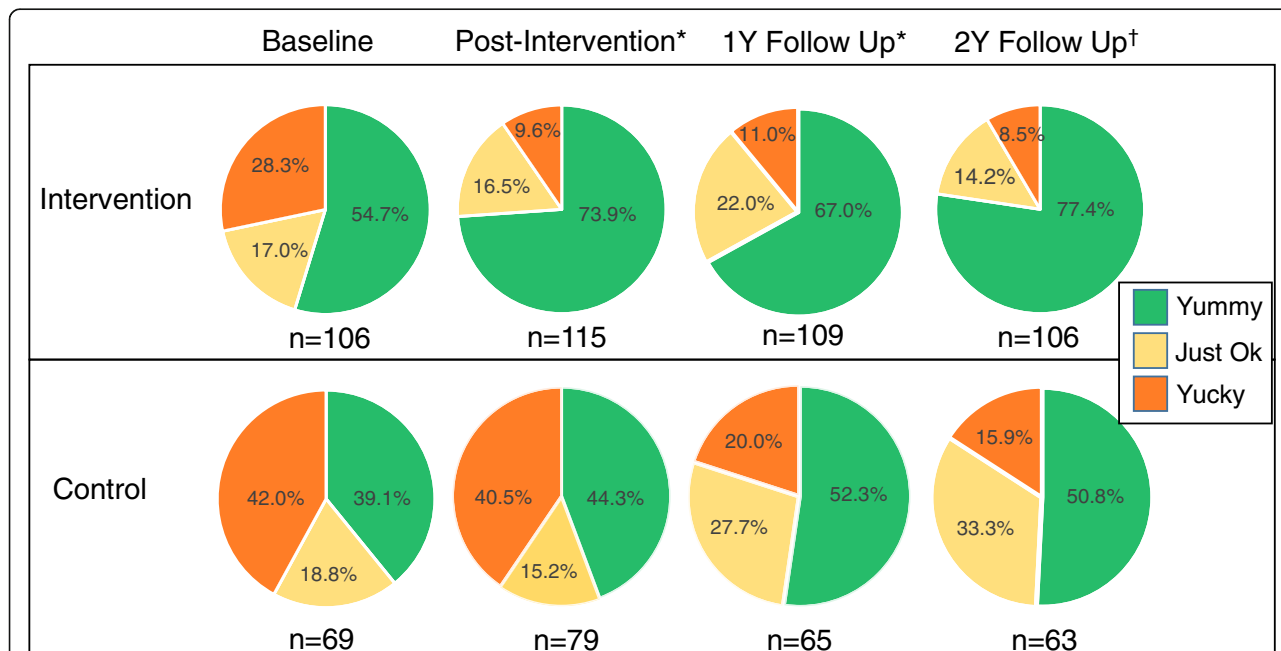 Baseline Post-Intervention* 1Y Follow Up* 2Y Follow Up†
Intervention
28.3% 54.7% 17.0%
9.6% 16.5% 73.9%
11.0% 22.0% 67.0%
8.5% 14.2% 77.4%
n=106 n=115 n=109 n=106
Yummy
Just Ok
Yucky
Control
42.0% 39.1% 18.8%
40.5% 44.3% 15.2%
20.0% 52.3% 27.7%
15.9% 50.8% 33.3%
n=69 n=79 n=65 n=63